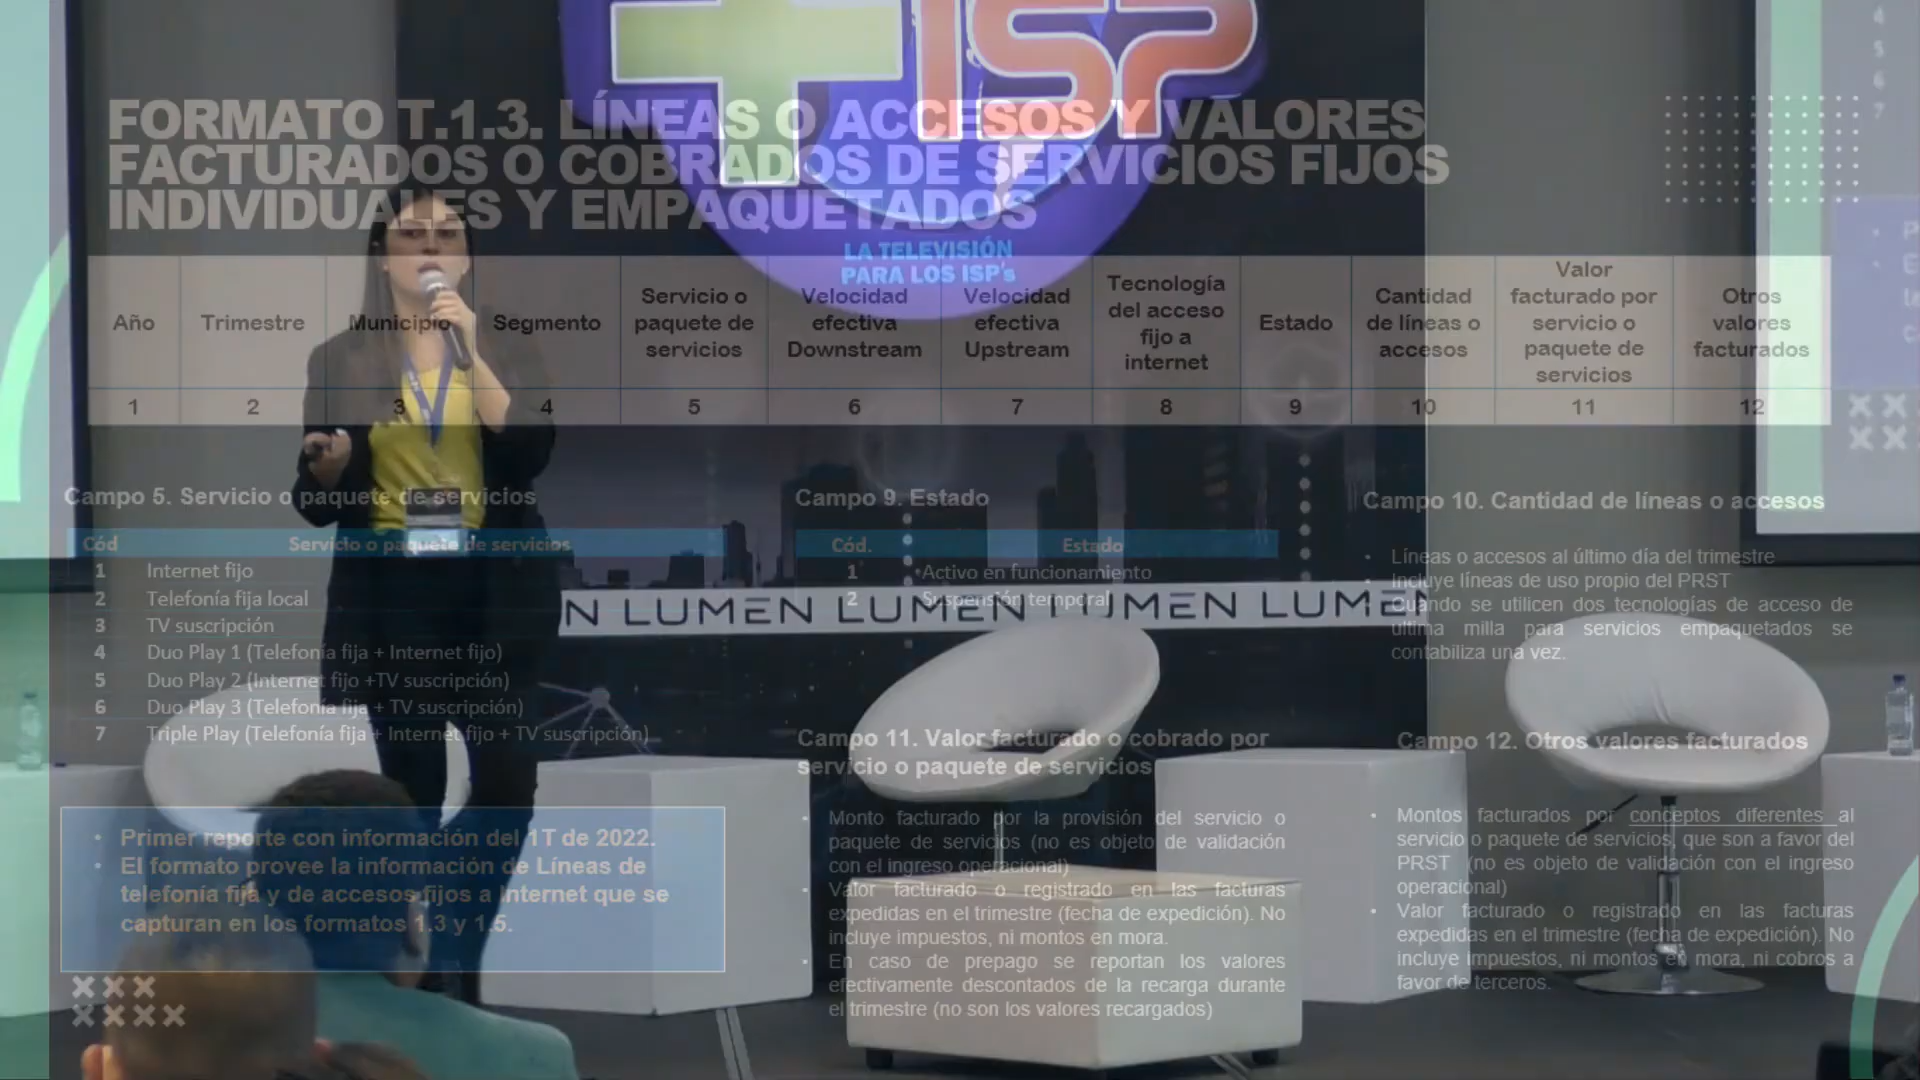 +ISP
LA TELEVISIÓN
PARA LOS ISP's
FORMATO T.1.3. LÍNEAS O ACCESOS Y VALORES
FACTURADOS O COBRADOS DE SERVICIOS FIJOS
INDIVIDUALES Y EMPAQUETADOS
Año
Trimestre
Municipio
Segmento
Servicio o
paquete de
servicios
Velocidad
efectiva
Downstream
Velocidad
efectiva
Upstream
Tecnología
del acceso
fijo a
internet
Estado
Cantidad
de líneas o
accesos
Valor
facturado por
servicio o
paquete de
servicios
Otros
valores
facturados
1 2 3 4 5 6 7 8 9 10 11 12
Campo 5. Servicio o paquete de servicios
Cód Servicio o paquete de servicios
1 Internet fijo
2 Telefonía fija local
3 TV suscripción
4 Duo Play 1 (Telefonía fija + Internet fijo)
5 Duo Play 2 (Internet fijo +TV suscripción)
6 Duo Play 3 (Telefonía fija + TV suscripción)
7 Triple Play (Telefonía fija + Internet fijo + TV suscripción)
• Primer reporte con información del 1T de 2022.
• El formato provee la información de Líneas de
telefonía fija y de accesos fijos a Internet que se
capturan en los formatos 1.3 y 1.5.
Campo 9. Estado
Cód. Estado
1 Activo en funcionamiento
2 Suspensión temporal
N LUMEN LUMEN LUMEN LUMEN
Campo 10. Cantidad de líneas o accesos
• Líneas o accesos al último día del trimestre
• Incluye líneas de uso propio del PRST
• Cuando se utilicen dos tecnologías de acceso de
última milla para servicios empaquetados se
contabiliza una vez.
Campo 11. Valor facturado o cobrado por
servicio o paquete de servicios
• Monto facturado por la provisión del servicio o
paquete de servicios (no es objeto de validación
con el ingreso operacional)
• Valor facturado o registrado en las facturas
expedidas en el trimestre (fecha de expedición). No
incluye impuestos, ni montos en mora.
• En caso de prepago se reportan los valores
efectivamente descontados de la recarga durante
el trimestre (no son los valores recargados)
Campo 12. Otros valores facturados
• Montos facturados por conceptos diferentes al
servicio o paquete de servicios, que son a favor del
PRST (no es objeto de validación con el ingreso
operacional)
• Valor facturado o registrado en las facturas
expedidas en el trimestre (fecha de expedición). No
incluye impuestos, ni montos en mora, ni cobros a
favor de terceros.